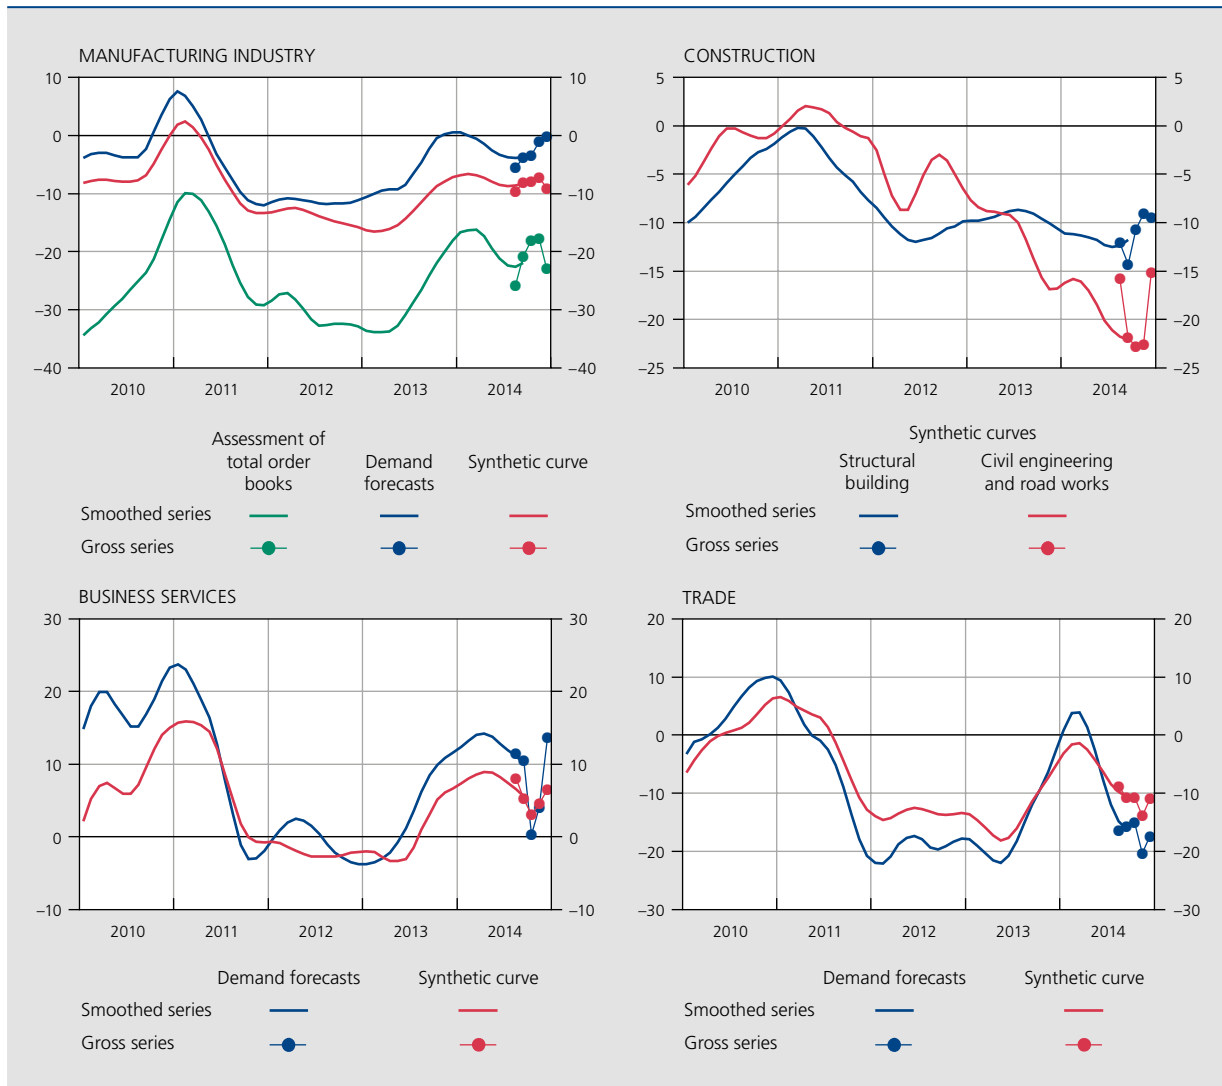 MANUFACTURING INDUSTRY
10 10
0 0
–10 –10
–20 –20
–30 –30
–40 –40
2010 2011 2012 2013 2014
Assessment of
total order
books
Demand
forecasts
Synthetic curve
Smoothed series
Gross series
CONSTRUCTION
5 5
0 0
–5 –5
–10 –10
–15 –15
–20 –20
–25 –25
2010 2011 2012 2013 2014
Synthetic curves
Structural
building
Civil engineering
and road works
Smoothed series
Gross series
BUSINESS SERVICES
30 30
20 20
10 10
0 0
–10 –10
2010 2011 2012 2013 2014
Demand forecasts Synthetic curve
Smoothed series
Gross series
TRADE
20 20
10 10
0 0
–10 –10
–20 –20
–30 –30
2010 2011 2012 2013 2014
Demand forecasts Synthetic curve
Smoothed series
Gross series